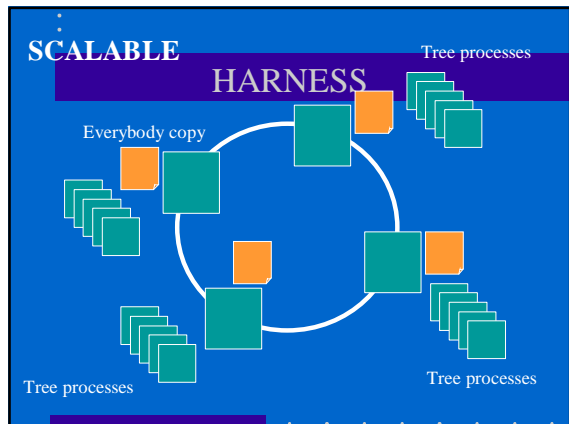 SCALABLE
Tree processes
HARNESS
Everybody copy
Tree processes
Tree processes